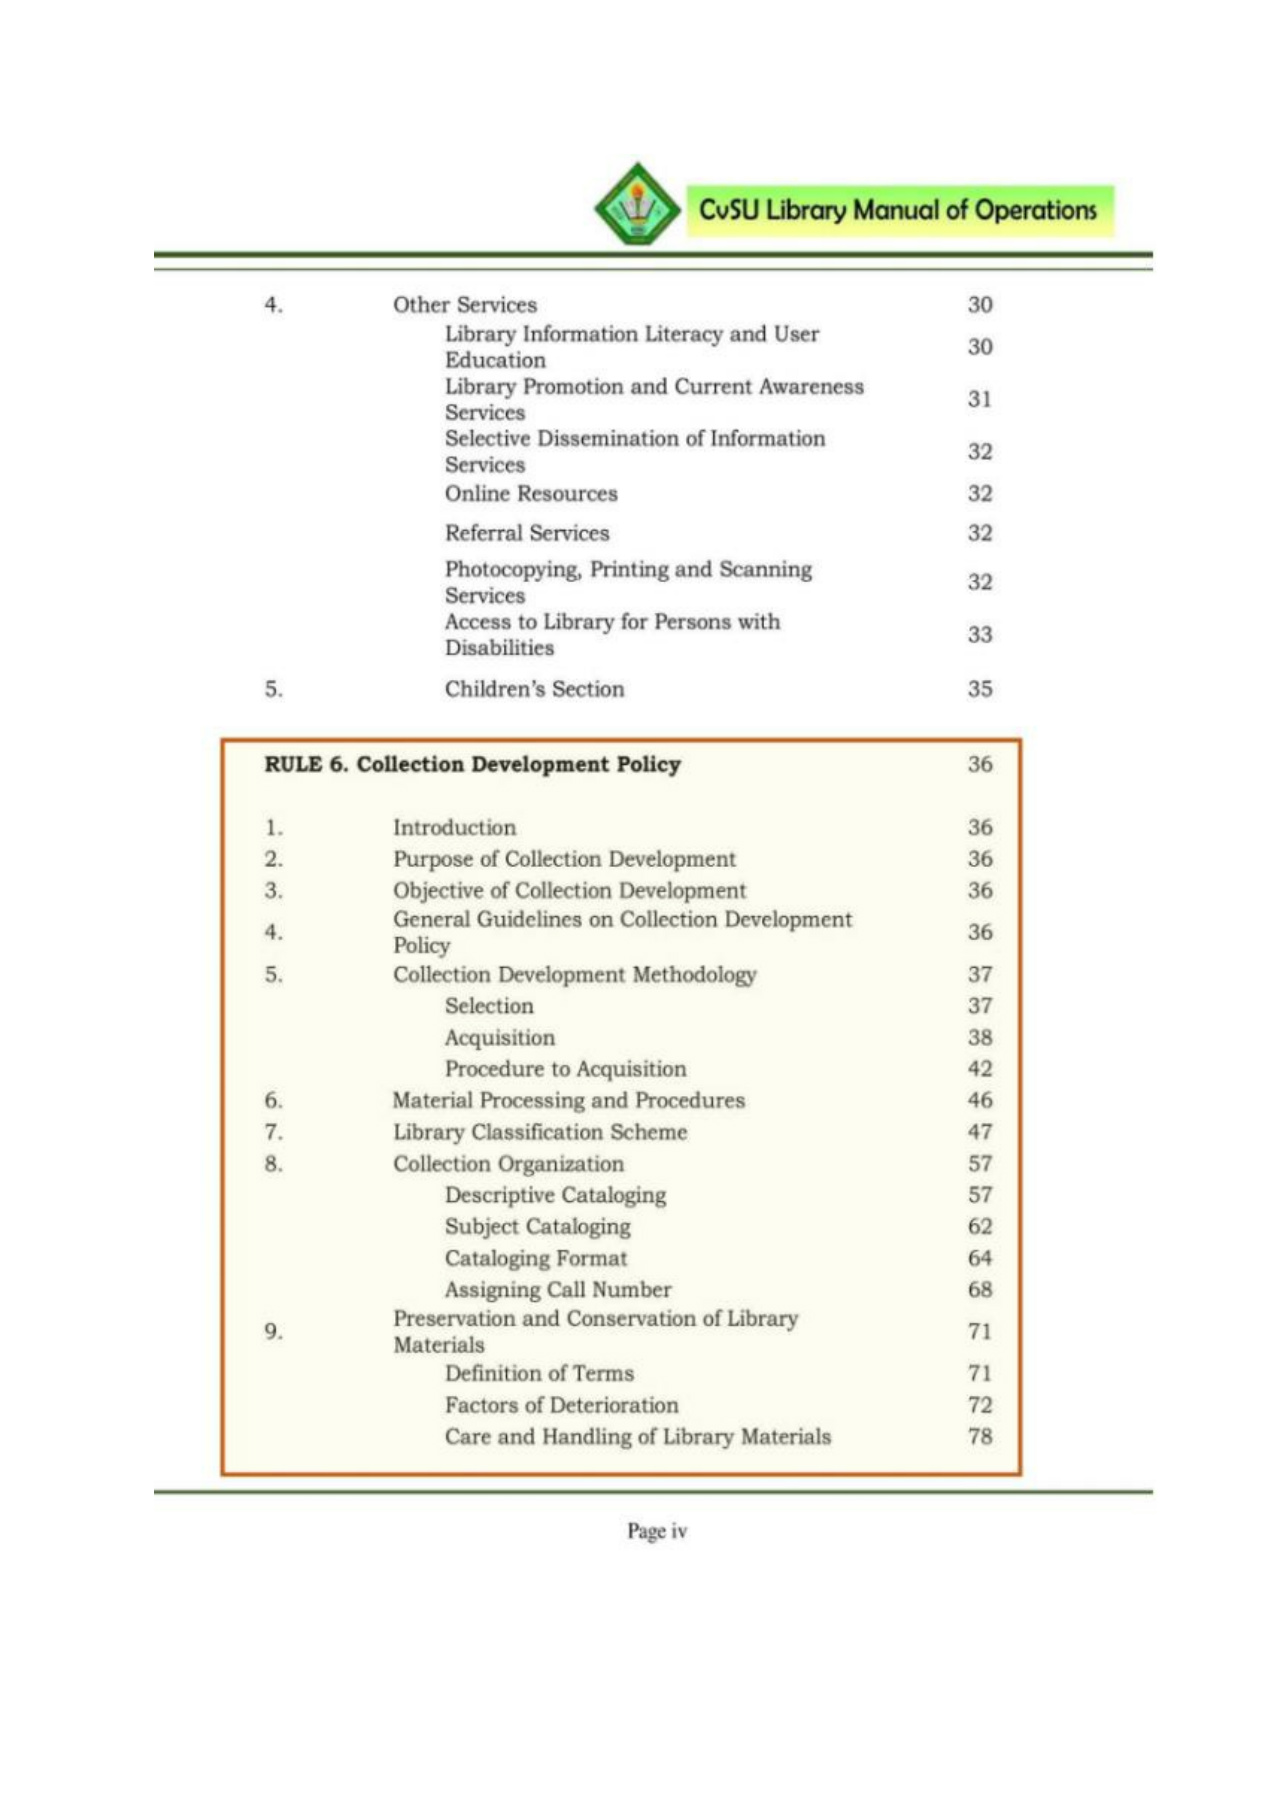 CvSU Library Manual of Operations
4. Other Services 30
Library Information Literacy and User
Education 30
Library Promotion and Current Awareness
Services 31
Selective Dissemination of Information
Services 32
Online Resources 32
Referral Services 32
Photocopying, Printing and Scanning
Services 32
Access to Library for Persons with
Disabilities 33
5. Children's Section 35
RULE 6. Collection Development Policy 36
1. Introduction 36
2. Purpose of Collection Development 36
3. Objective of Collection Development 36
4. General Guidelines on Collection Development
Policy 36
5. Collection Development Methodology 37
Selection 37
Acquisition 38
Procedure to Acquisition 42
6. Material Processing and Procedures 46
7. Library Classification Scheme 47
8. Collection Organization 57
Descriptive Cataloging 57
Subject Cataloging 62
Cataloging Format 64
Assigning Call Number 68
9. Preservation and Conservation of Library
Materials 71
Definition of Terms 71
Factors of Deterioration 72
Care and Handling of Library Materials 78
Page iv